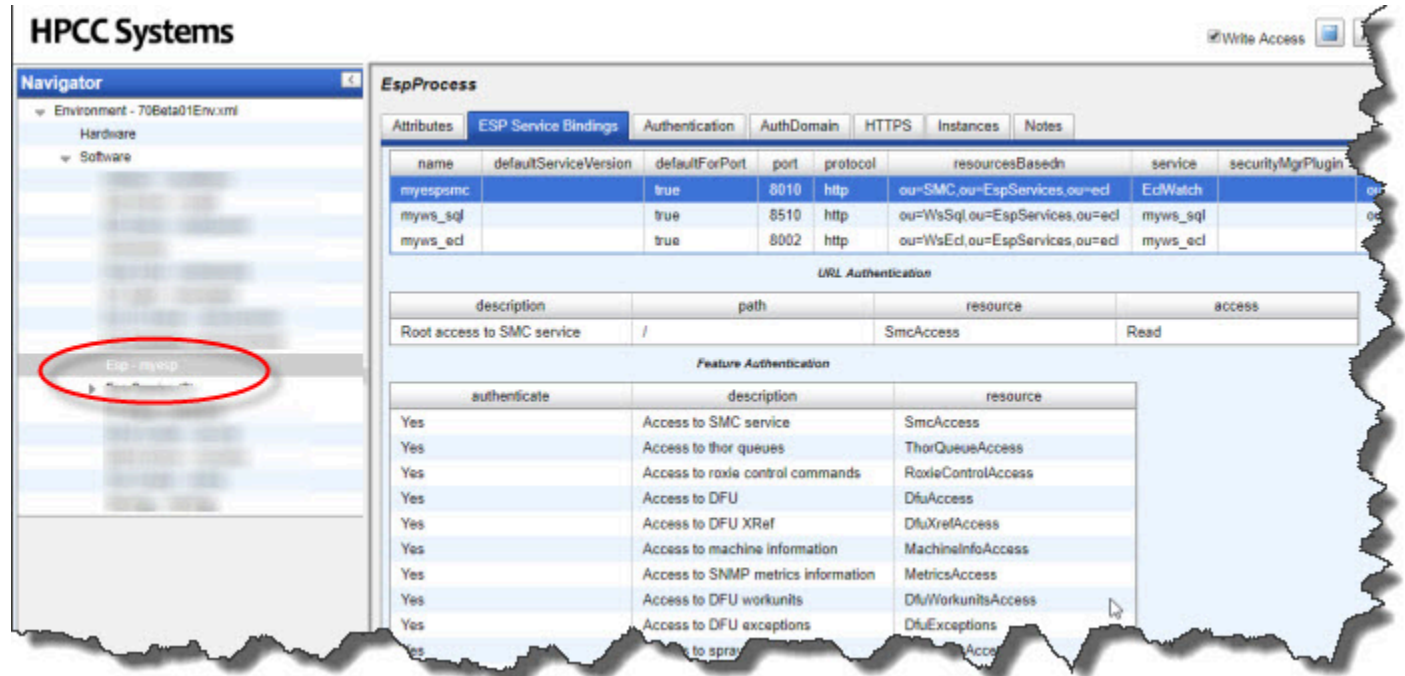 HPCC Systems
Write Access
Navigator
Environment - 70Beta01Env.xml
Hardware
Software
Esp - myesp
EspProcess
Attributes ESP Service Bindings Authentication AuthDomain HTTPS Instances Notes
name defaultServiceVersion defaultForPort port protocol resourcesBasedn service securityMgrPlugin
myespsmc true 8010 http ou=SMC,ou=EspServices,ou=ecl EclWatch
myws_sql true 8510 http ou=WsSql,ou=EspServices,ou=ecl myws_sql
myws_ecl true 8002 http ou=WsEcl,ou=EspServices,ou=ecl myws_ecl
URL Authentication
description path resource access
Root access to SMC service / SmcAccess Read
Feature Authentication
authenticate description resource
Yes Access to SMC service SmcAccess
Yes Access to thor queues ThorQueueAccess
Yes Access to roxie control commands RoxieControlAccess
Yes Access to DFU DfuAccess
Yes Access to DFU XRef DfuXrefAccess
Yes Access to machine information MachineInfoAccess
Yes Access to SNMP metrics information MetricsAccess
Yes Access to DFU workunits DfuWorkunitsAccess
Yes Access to DFU exceptions DfuExceptions
to spray